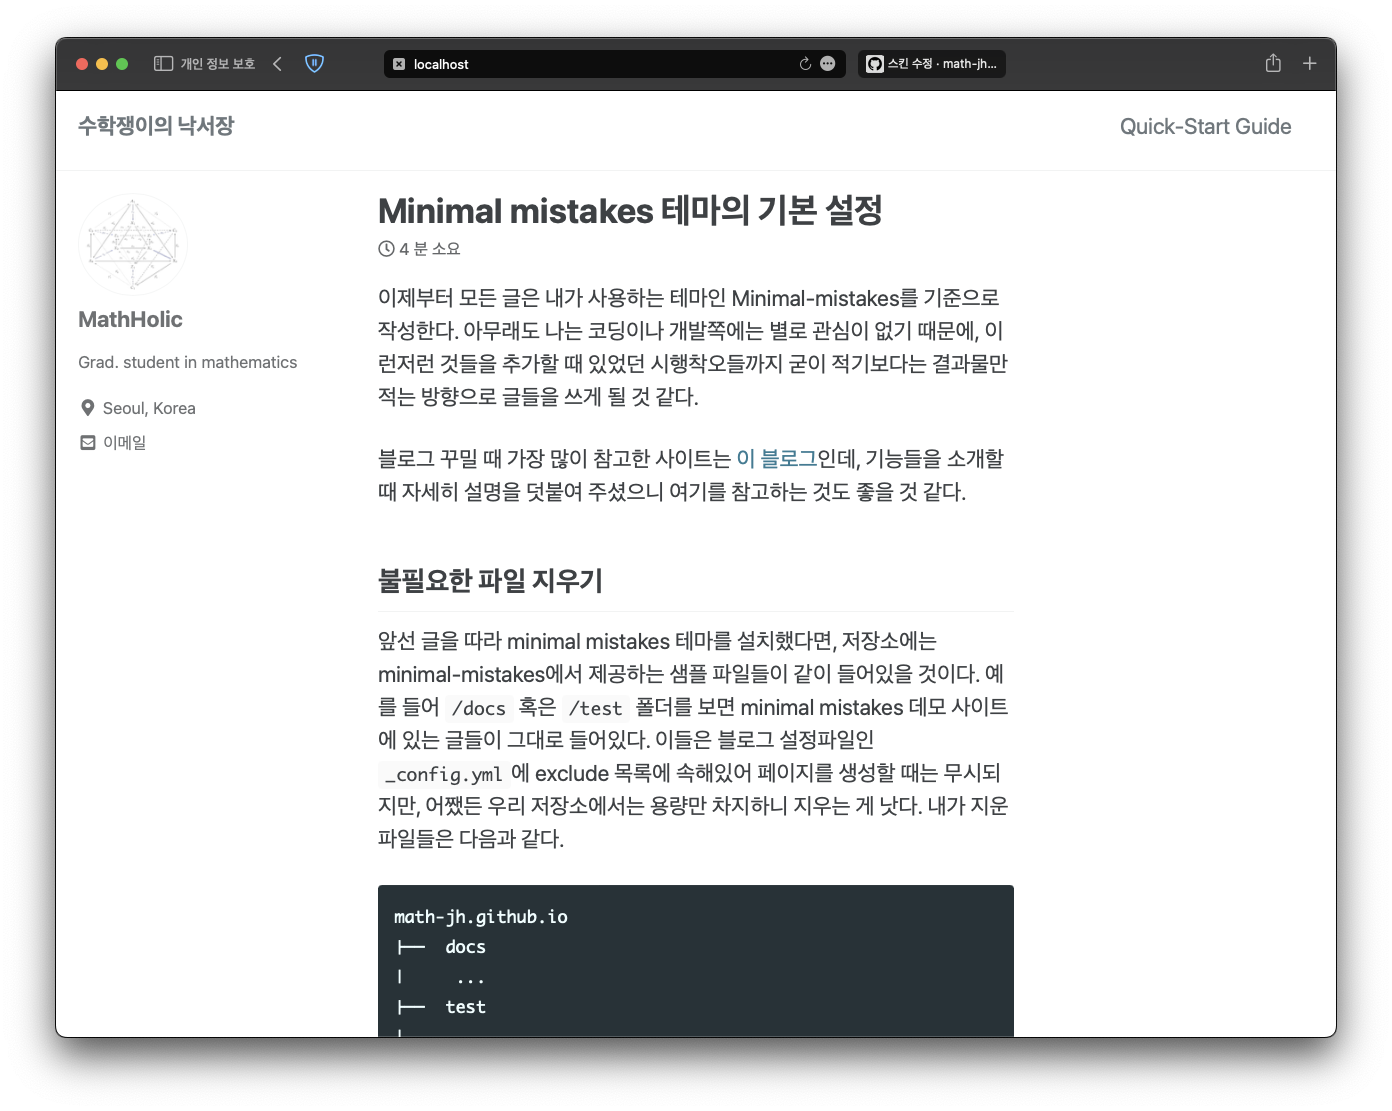 개인 정보 보호
localhost
스킨 수정 · math-jh...
수학쟁이의 낙서장
Quick-Start Guide
MathHolic
Grad. student in mathematics
Seoul, Korea
이메일
Minimal mistakes 테마의 기본 설정
4 분 소요
이제부터 모든 글은 내가 사용하는 테마인 Minimal-mistakes를 기준으로
작성한다. 아무래도 나는 코딩이나 개발쪽에는 별로 관심이 없기 때문에, 이
런저런 것들을 추가할 때 있었던 시행착오들까지 굳이 적기보다는 결과물만
적는 방향으로 글들을 쓰게 될 것 같다.
블로그 꾸밀 때 가장 많이 참고한 사이트는 이 블로그인데, 기능들을 소개할
때 자세히 설명을 덧붙여 주셨으니 여기를 참고하는 것도 좋을 것 같다.
불필요한 파일 지우기
앞선 글을 따라 minimal mistakes 테마를 설치했다면, 저장소에는
minimal-mistakes에서 제공하는 샘플 파일들이 같이 들어있을 것이다. 예
를 들어 /docs 혹은 /test 폴더를 보면 minimal mistakes 데모 사이트
에 있는 글들이 그대로 들어있다. 이들은 블로그 설정파일인
_config.yml 에 exclude 목록에 속해있어 페이지를 생성할 때는 무시되
지만, 어쨌든 우리 저장소에서는 용량만 차지하니 지우는 게 낫다. 내가 지운
파일들은 다음과 같다.
math-jh.github.io
├── docs
| ...
├── test